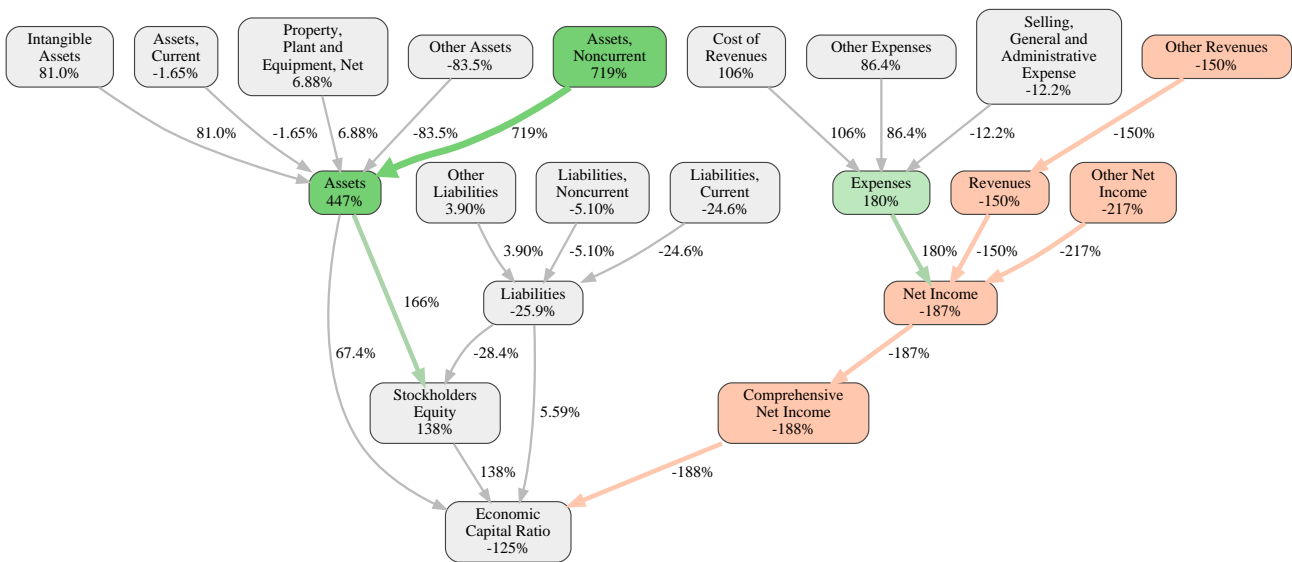 Intangible
Assets
81.0%
Assets,
Current
-1.65%
Property,
Plant and
Equipment, Net
6.88%
Other Assets
-83.5%
Assets,
Noncurrent
719%
Cost of
Revenues
106%
Other Expenses
86.4%
Selling,
General and
Administrative
Expense
-12.2%
Other Revenues
-150%
81.0%
-1.65%
6.88%
-83.5%
719%
106%
86.4%
-12.2%
-150%
Assets
447%
Other
Liabilities
3.90%
Liabilities,
Noncurrent
-5.10%
Liabilities,
Current
-24.6%
Expenses
180%
Revenues
-150%
Other Net
Income
-217%
3.90%
-5.10%
-24.6%
180%
-150%
-217%
166%
Liabilities
-25.9%
Net Income
-187%
67.4%
-28.4%
-187%
Stockholders
Equity
138%
5.59%
Comprehensive
Net Income
-188%
138%
-188%
Economic
Capital Ratio
-125%